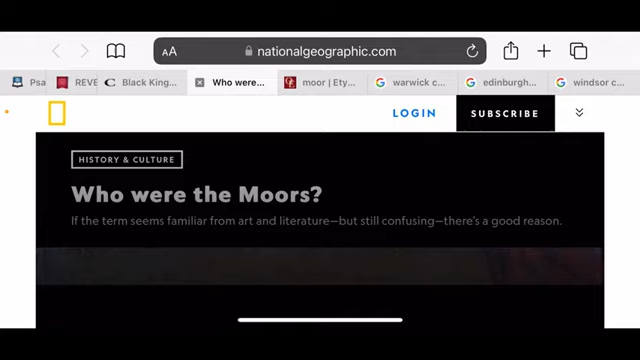 AA nationalgeographic.com
Psa REVE Black King... Who were... moor | Ety... warwick c... edinburgh... windsor c...
LOGIN SUBSCRIBE
HISTORY & CULTURE
Who were the Moors?
If the term seems familiar from art and literature—but still confusing—there's a good reason.